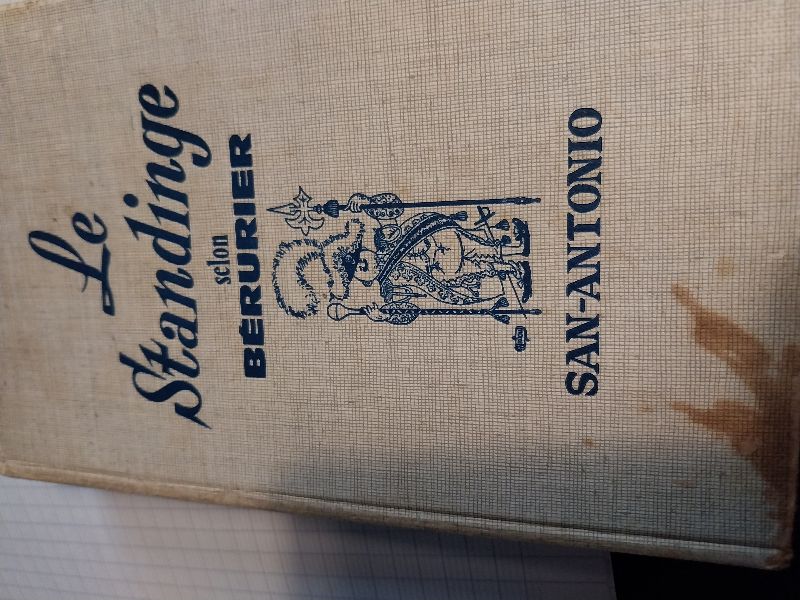 Le
Standinge
selon
BÉRURIER
SAN-ANTONIO